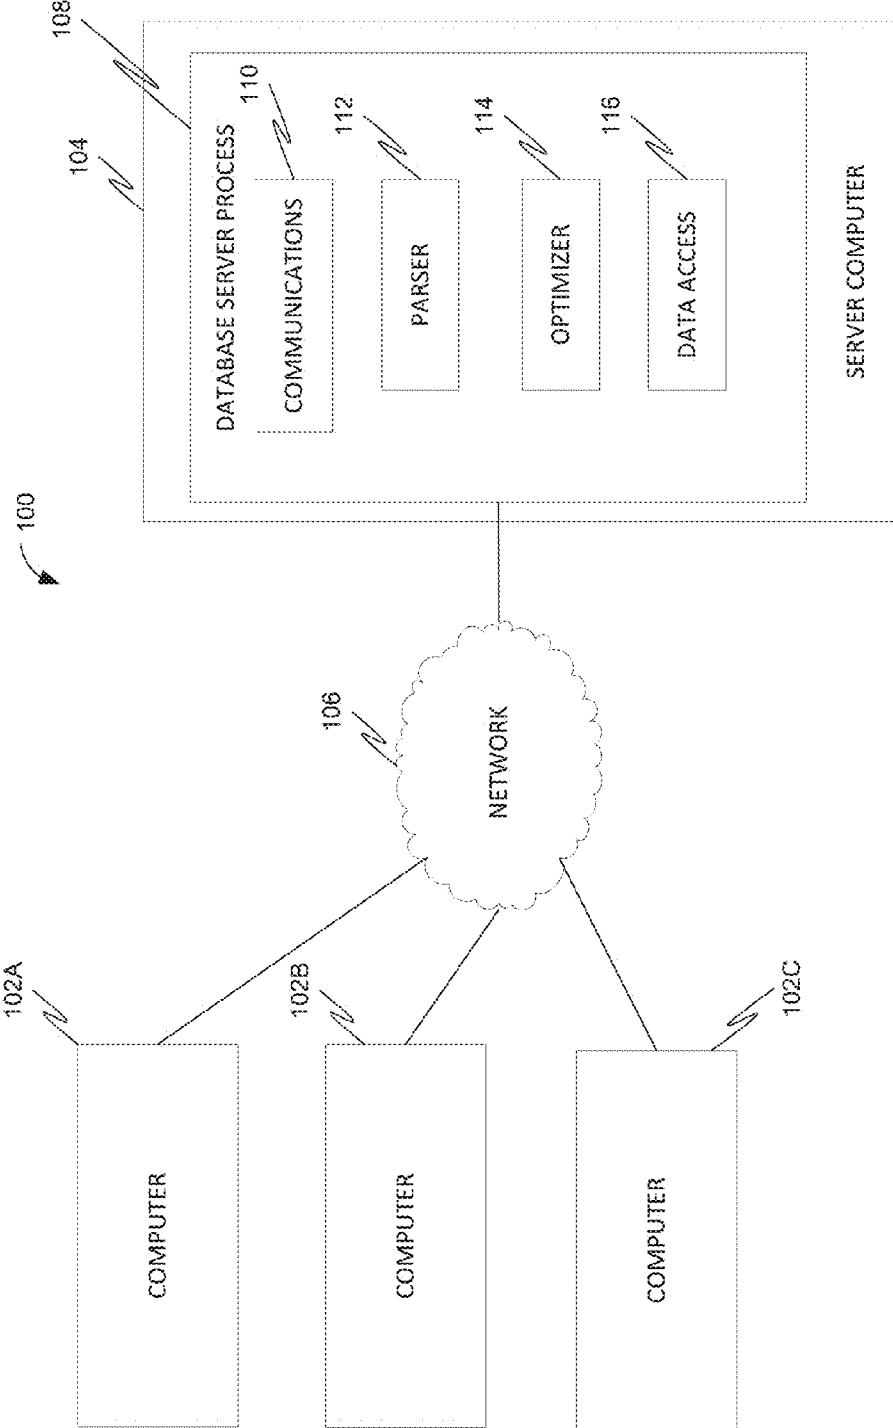 100
102A
COMPUTER
102B
COMPUTER
102C
COMPUTER
106
NETWORK
104
108
DATABASE SERVER PROCESS
110
COMMUNICATIONS
112
PARSER
114
OPTIMIZER
116
DATA ACCESS
SERVER COMPUTER